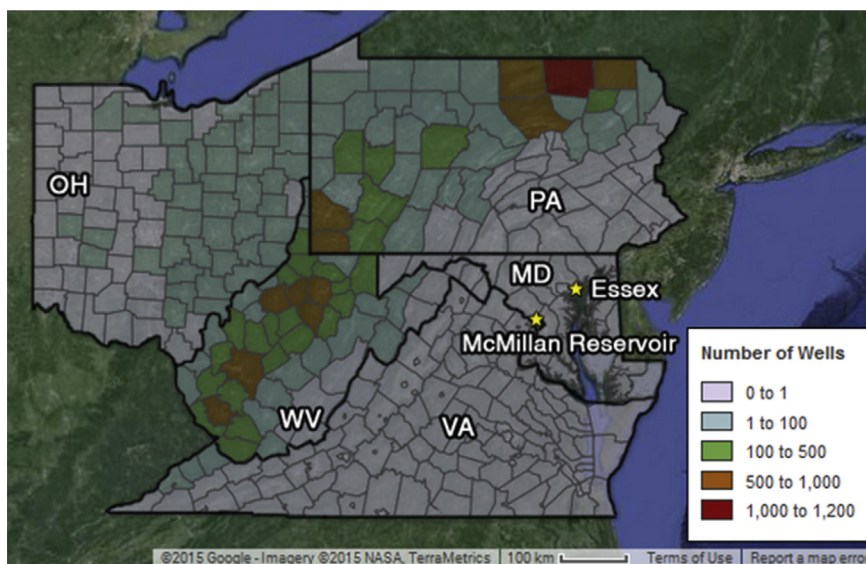 OH
PA
MD
Essex
McMillan Reservoir
WV
VA
Number of Wells
0 to 1
1 to 100
100 to 500
500 to 1,000
1,000 to 1,200
©2015 Google - Imagery ©2015 NASA, TerraMetrics 100 km Terms of Use Report a map error